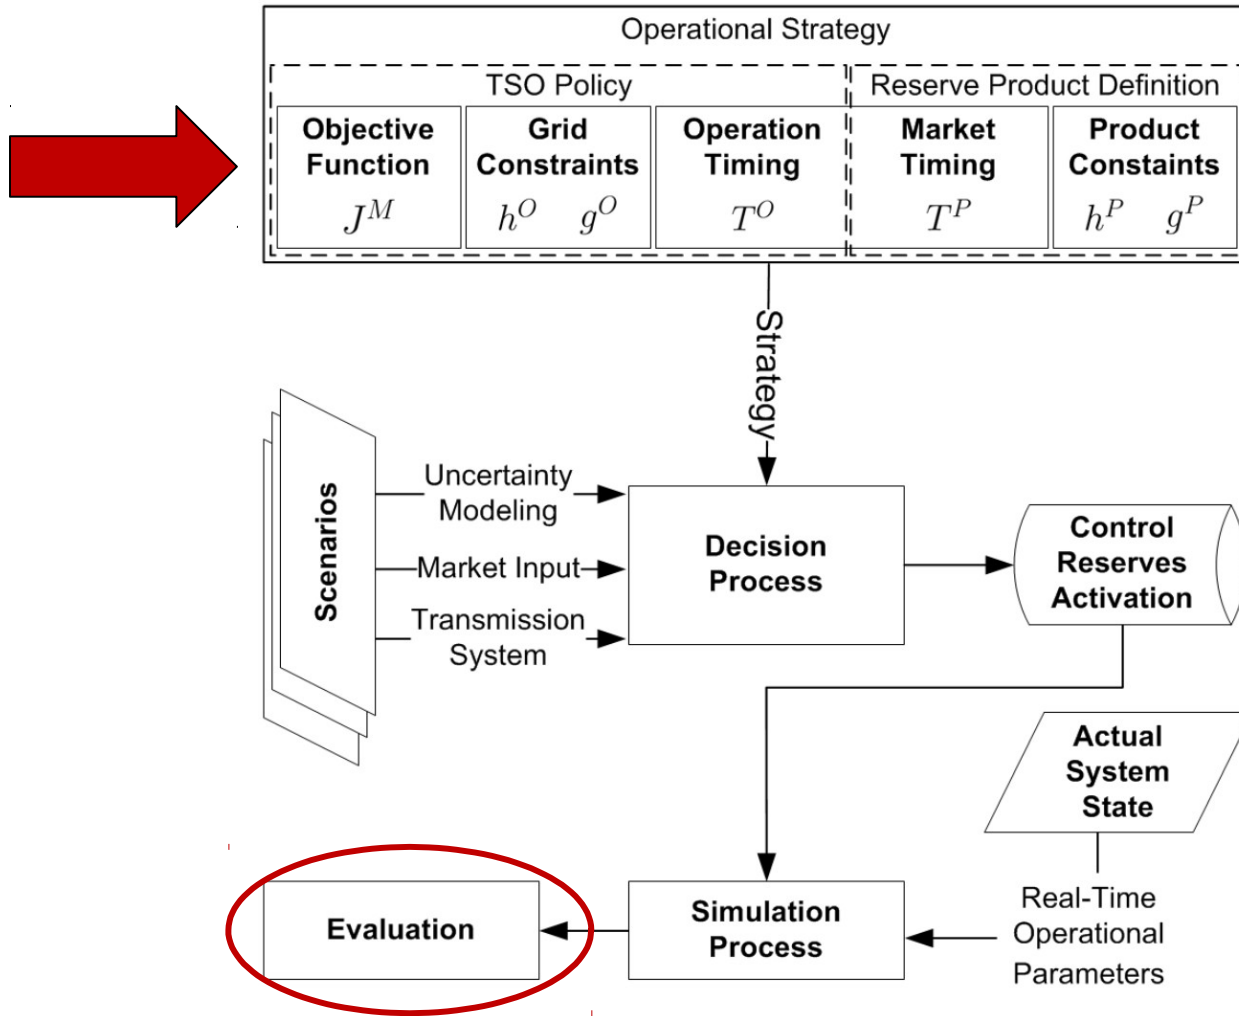 Operational Strategy
TSO Policy
Reserve Product Definition
Objective
Function
J^M
Grid
Constraints
h^O g^O
Operation
Timing
T^O
Market
Timing
T^P
Product
Constaints
h^P g^P
Strategy
Scenarios
Uncertainty
Modeling
Market Input
Transmission
System
Decision
Process
Control
Reserves
Activation
Actual
System
State
Real-Time
Operational
Parameters
Simulation
Process
Evaluation